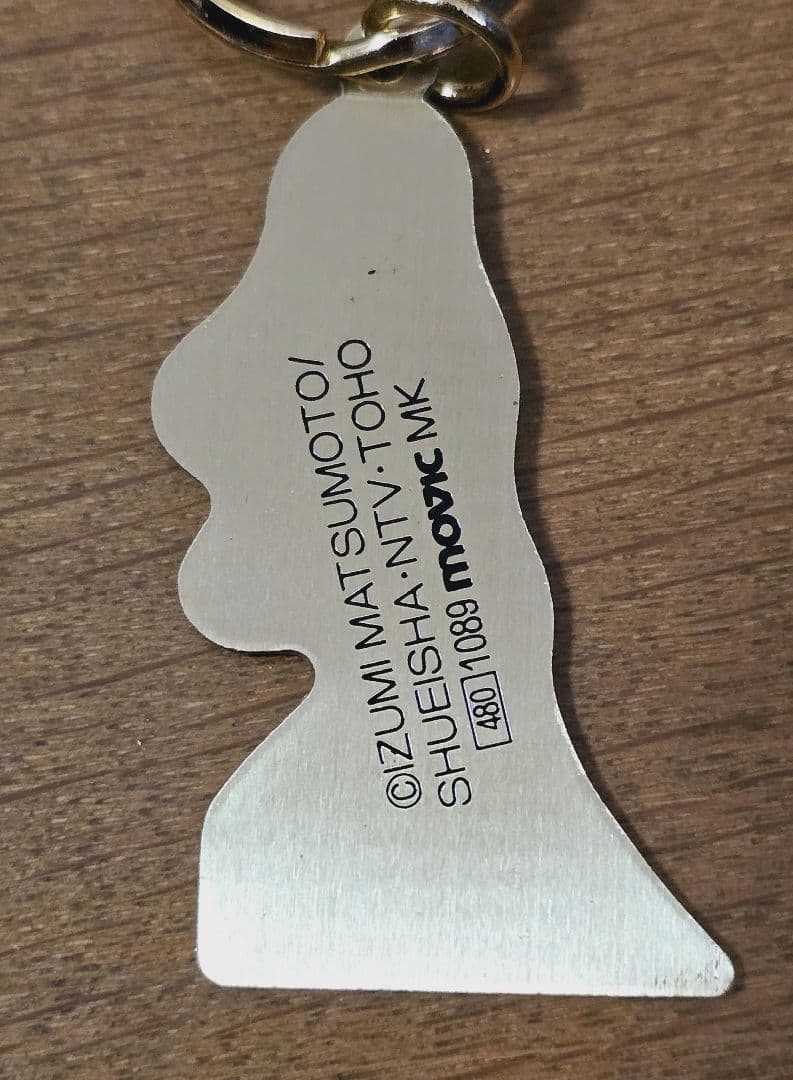 ©IZUMI MATSUMOTO/
SHUEISHA·NTV·TOHO
480 1089 movic MK